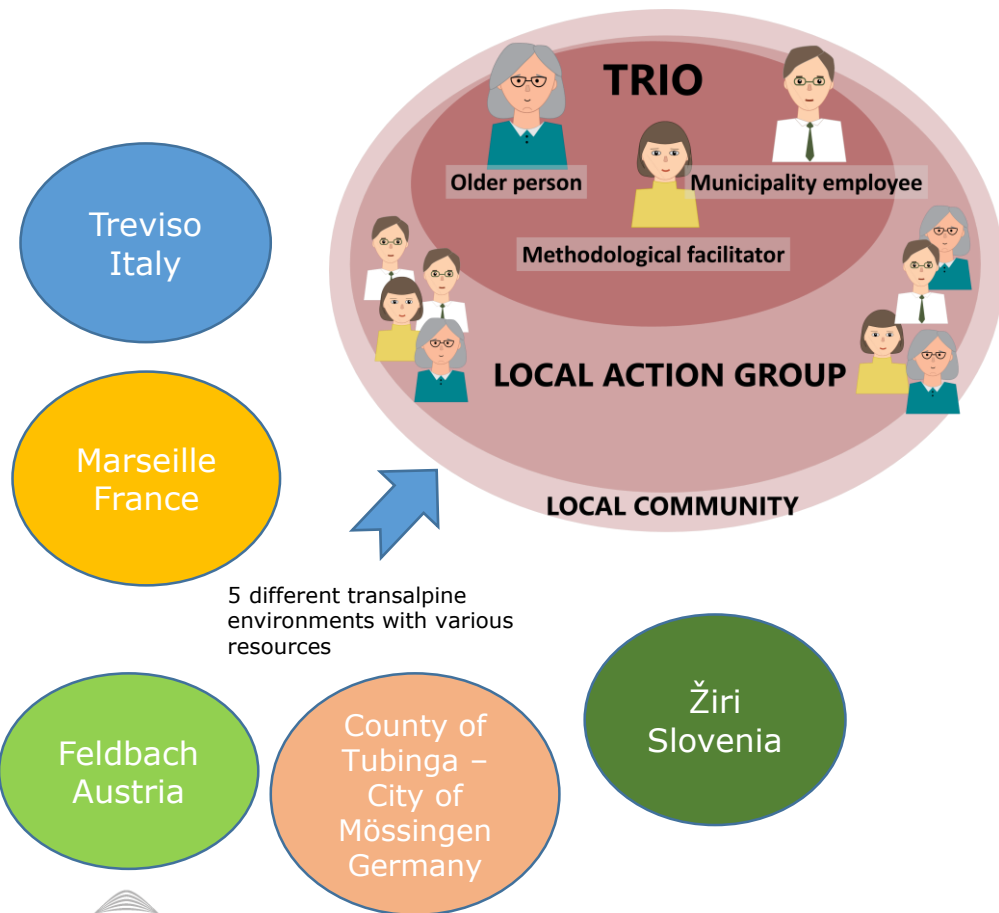 TRIO
Older person
Municipality employee
Methodological facilitator
LOCAL ACTION GROUP
LOCAL COMMUNITY
Treviso
Italy
Marseille
France
5 different transalpine
environments with various
resources
Feldbach
Austria
County of
Tubinga –
City of
Mössingen
Germany
Žiri
Slovenia